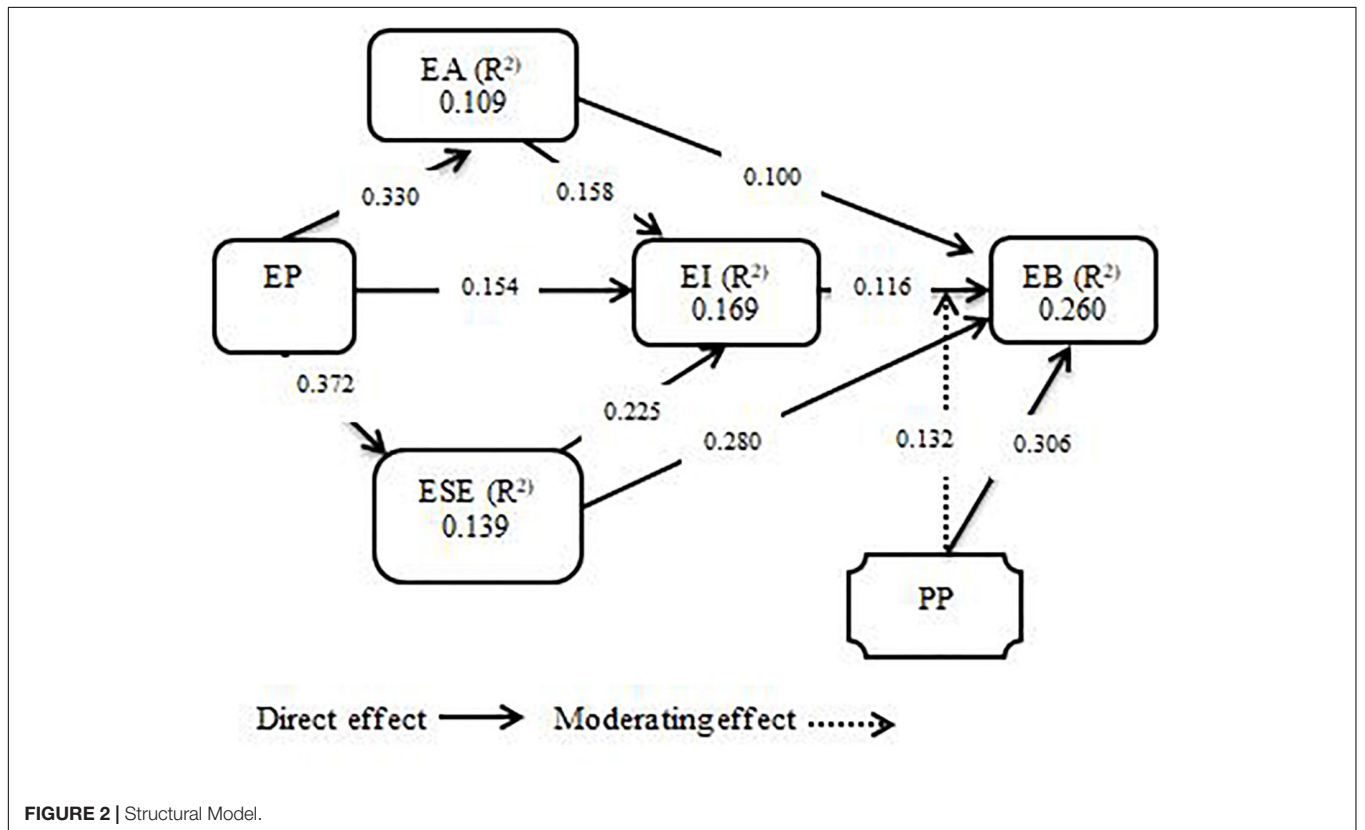 EA (R²)
0.109
0.330
0.158
0.100
EP
0.154
EI (R²)
0.169
0.116
EB (R²)
0.260
0.372
0.225
0.280
0.132
0.306
ESE (R²)
0.139
PP
Direct effect
Moderating effect
FIGURE 2 | Structural Model.